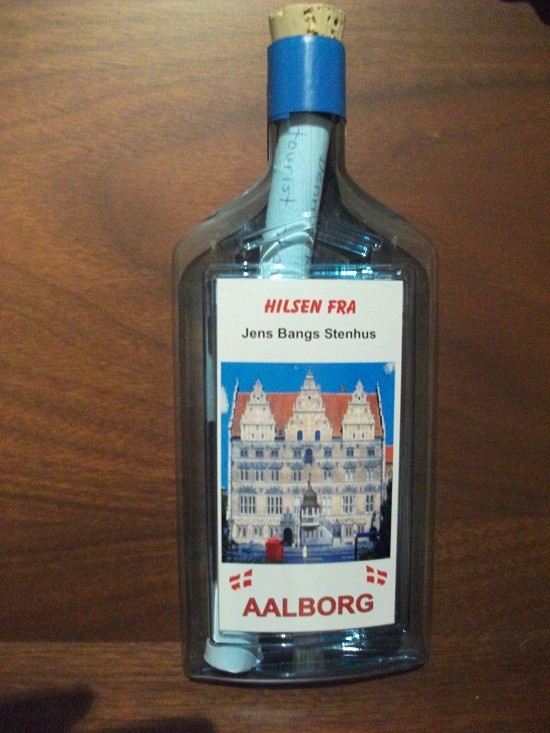 tourist
HILSEN FRA
Jens Bangs Stenhus
AALBORG